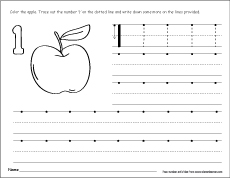 Color the apple. Trace out the number 1 on the dotted line and write down some more on the lines provided.
1
1
Name